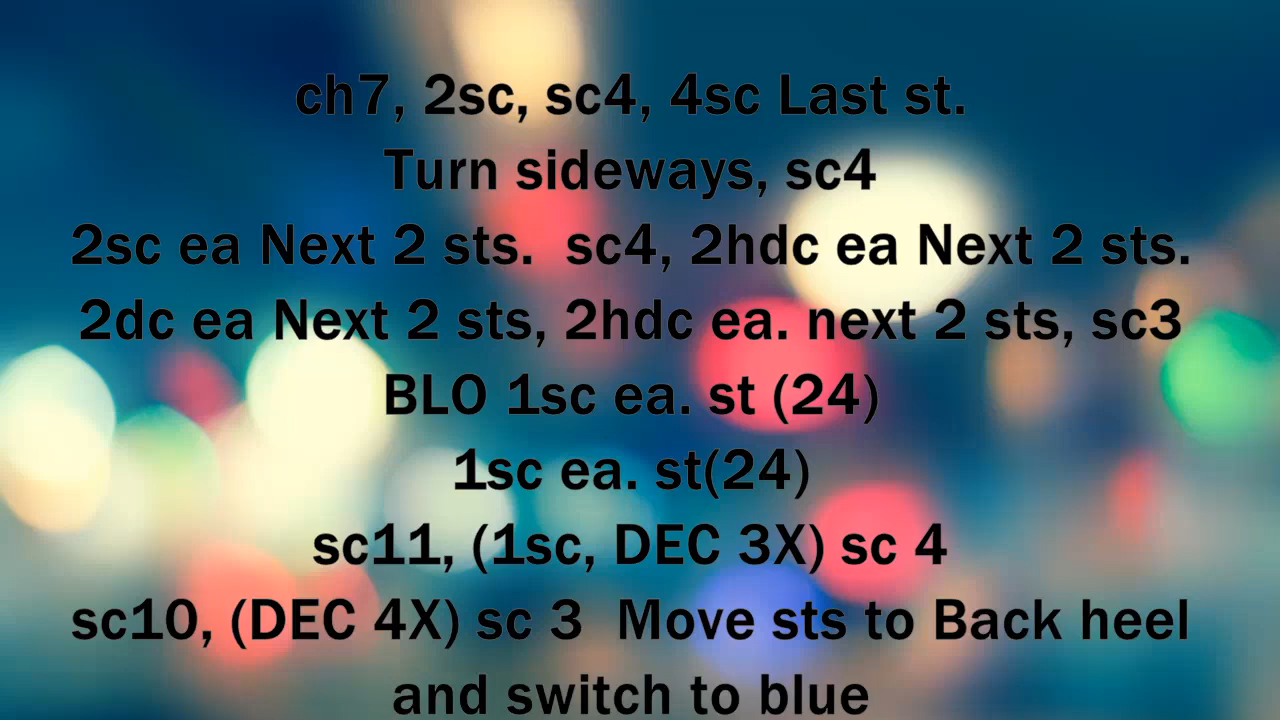 ch7, 2sc, sc4, 4sc Last st.
Turn sideways, sc4
2sc ea Next 2 sts.  sc4, 2hdc ea Next 2 sts.
2dc ea Next 2 sts, 2hdc ea. next 2 sts, sc3
BLO 1sc ea. st (24)
1sc ea. st(24)
sc11, (1sc, DEC 3X) sc 4
sc10, (DEC 4X) sc 3  Move sts to Back heel
and switch to blue